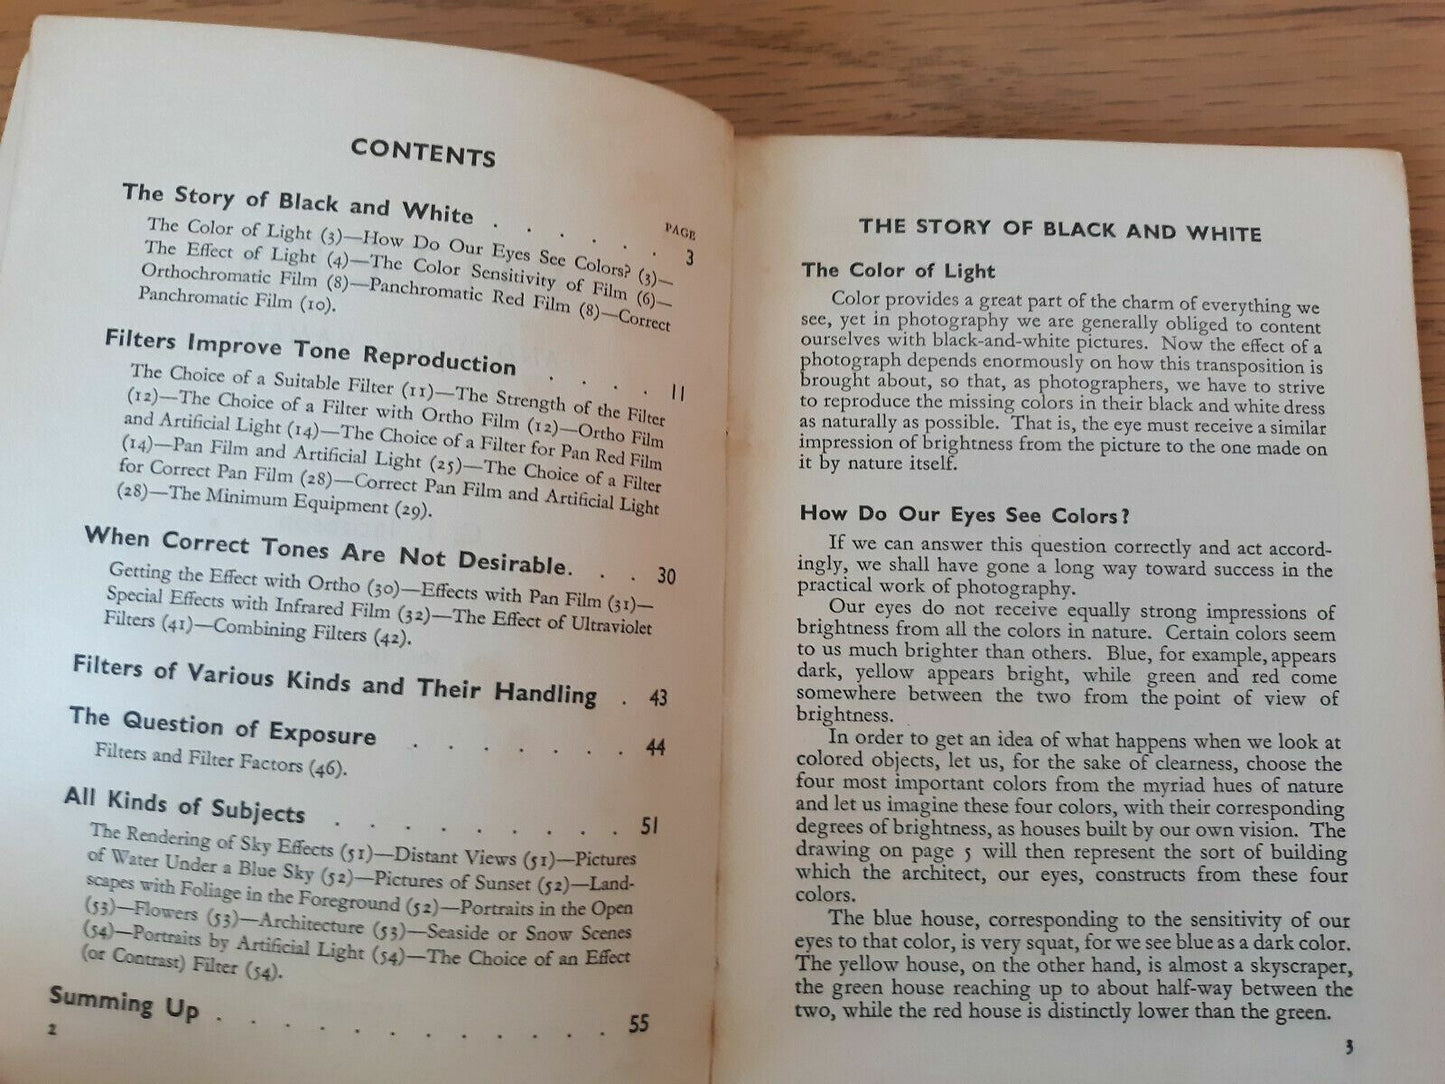 CONTENTS
PAGE
The Story of Black and White . . . . . . 3
The Color of Light (3)—How Do Our Eyes See Colors? (3)—
The Effect of Light (4)—The Color Sensitivity of Film (6)—
Orthochromatic Film (8)—Panchromatic Red Film (8)—Correct
Panchromatic Film (10).
Filters Improve Tone Reproduction . . . . 11
The Choice of a Suitable Filter (11)—The Strength of the Filter
(12)—The Choice of a Filter with Ortho Film (12)—Ortho Film
and Artificial Light (14)—The Choice of a Filter for Pan Red Film
(14)—Pan Film and Artificial Light (25)—The Choice of a Filter
for Correct Pan Film (28)—Correct Pan Film and Artificial Light
(28)—The Minimum Equipment (29).
When Correct Tones Are Not Desirable. . . 30
Getting the Effect with Ortho (30)—Effects with Pan Film (31)—
Special Effects with Infrared Film (32)—The Effect of Ultraviolet
Filters (41)—Combining Filters (42).
Filters of Various Kinds and Their Handling . 43
The Question of Exposure . . . . . . . 44
Filters and Filter Factors (46).
All Kinds of Subjects . . . . . . . . . 51
The Rendering of Sky Effects (51)—Distant Views (51)—Pictures
of Water Under a Blue Sky (52)—Pictures of Sunset (52)—Land-
scapes with Foliage in the Foreground (52)—Portraits in the Open
(53)—Flowers (53)—Architecture (53)—Seaside or Snow Scenes
(54)—Portraits by Artificial Light (54)—The Choice of an Effect
(or Contrast) Filter (54).
Summing Up . . . . . . . . . . . . 55
2
THE STORY OF BLACK AND WHITE
The Color of Light
Color provides a great part of the charm of everything we
see, yet in photography we are generally obliged to content
ourselves with black-and-white pictures. Now the effect of a
photograph depends enormously on how this transposition is
brought about, so that, as photographers, we have to strive
to reproduce the missing colors in their black and white dress
as naturally as possible. That is, the eye must receive a similar
impression of brightness from the picture to the one made on
it by nature itself.
How Do Our Eyes See Colors?
If we can answer this question correctly and act accord-
ingly, we shall have gone a long way toward success in the
practical work of photography.
Our eyes do not receive equally strong impressions of
brightness from all the colors in nature. Certain colors seem
to us much brighter than others. Blue, for example, appears
dark, yellow appears bright, while green and red come
somewhere between the two from the point of view of
brightness.
In order to get an idea of what happens when we look at
colored objects, let us, for the sake of clearness, choose the
four most important colors from the myriad hues of nature
and let us imagine these four colors, with their corresponding
degrees of brightness, as houses built by our own vision. The
drawing on page 5 will then represent the sort of building
which the architect, our eyes, constructs from these four
colors.
The blue house, corresponding to the sensitivity of our
eyes to that color, is very squat, for we see blue as a dark color.
The yellow house, on the other hand, is almost a skyscraper,
the green house reaching up to about half-way between the
two, while the red house is distinctly lower than the green.
3